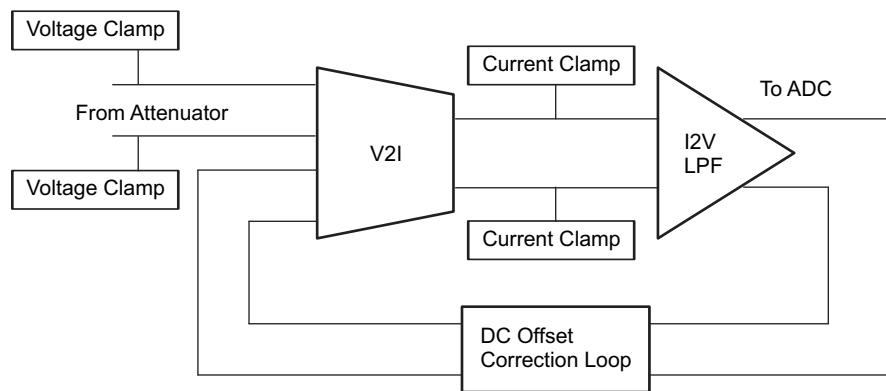 Voltage Clamp
From Attenuator
Voltage Clamp
V2I
Current Clamp
Current Clamp
I2V
LPF
To ADC
DC Offset
Correction Loop